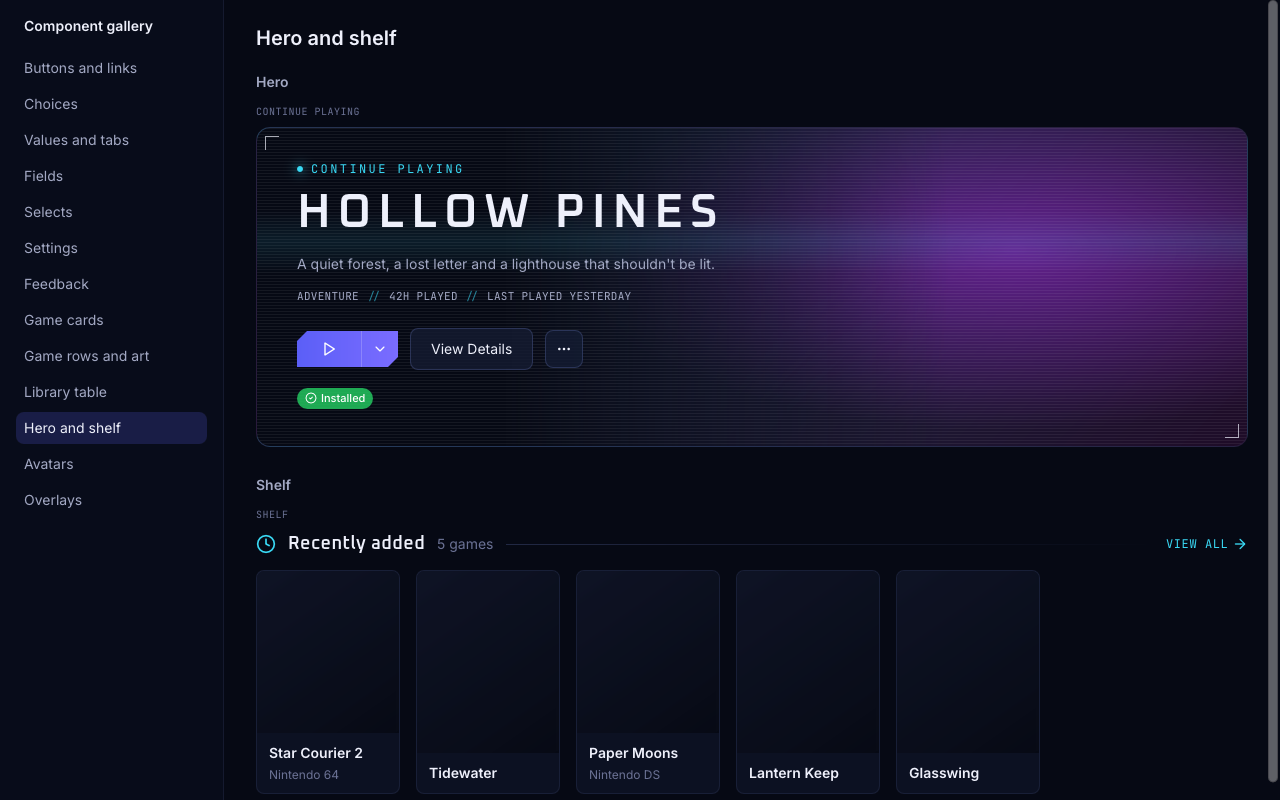 Component gallery
Buttons and links
Choices
Values and tabs
Fields
Selects
Settings
Feedback
Game cards
Game rows and art
Library table
Hero and shelf
Avatars
Overlays
Hero and shelf
Hero
CONTINUE PLAYING
CONTINUE PLAYING
HOLLOW PINES
A quiet forest, a lost letter and a lighthouse that shouldn't be lit.
ADVENTURE // 42H PLAYED // LAST PLAYED YESTERDAY
View Details
Installed
Shelf
SHELF
Recently added 5 games VIEW ALL
Star Courier 2
Nintendo 64
Tidewater
Paper Moons
Nintendo DS
Lantern Keep
Glasswing